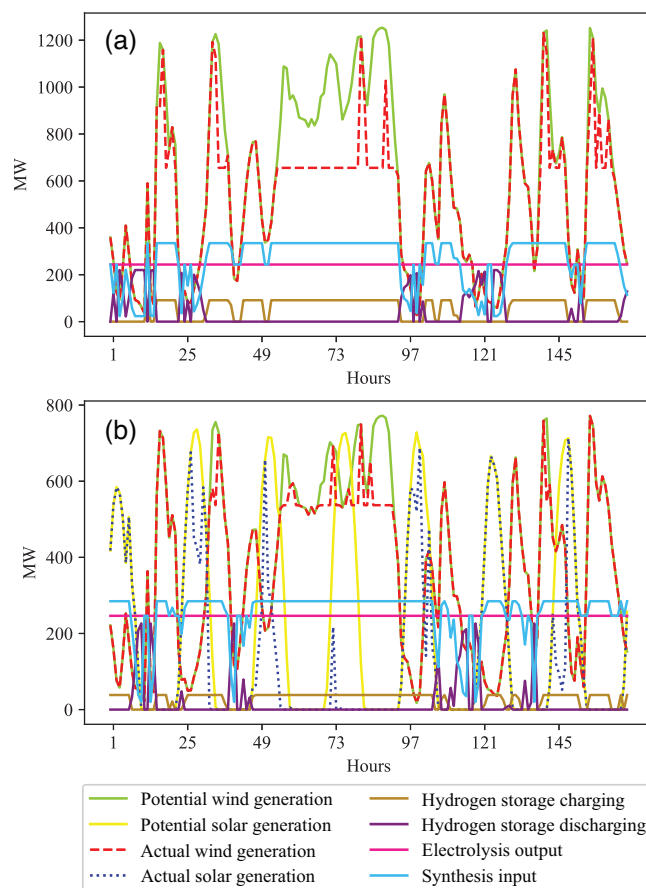 (a)
1200
1000
800
600
400
200
0
MW
1 25 49 73 97 121 145
Hours
(b)
800
600
400
200
0
MW
1 25 49 73 97 121 145
Hours
Potential wind generation
Potential solar generation
Actual wind generation
Actual solar generation
Hydrogen storage charging
Hydrogen storage discharging
Electrolysis output
Synthesis input